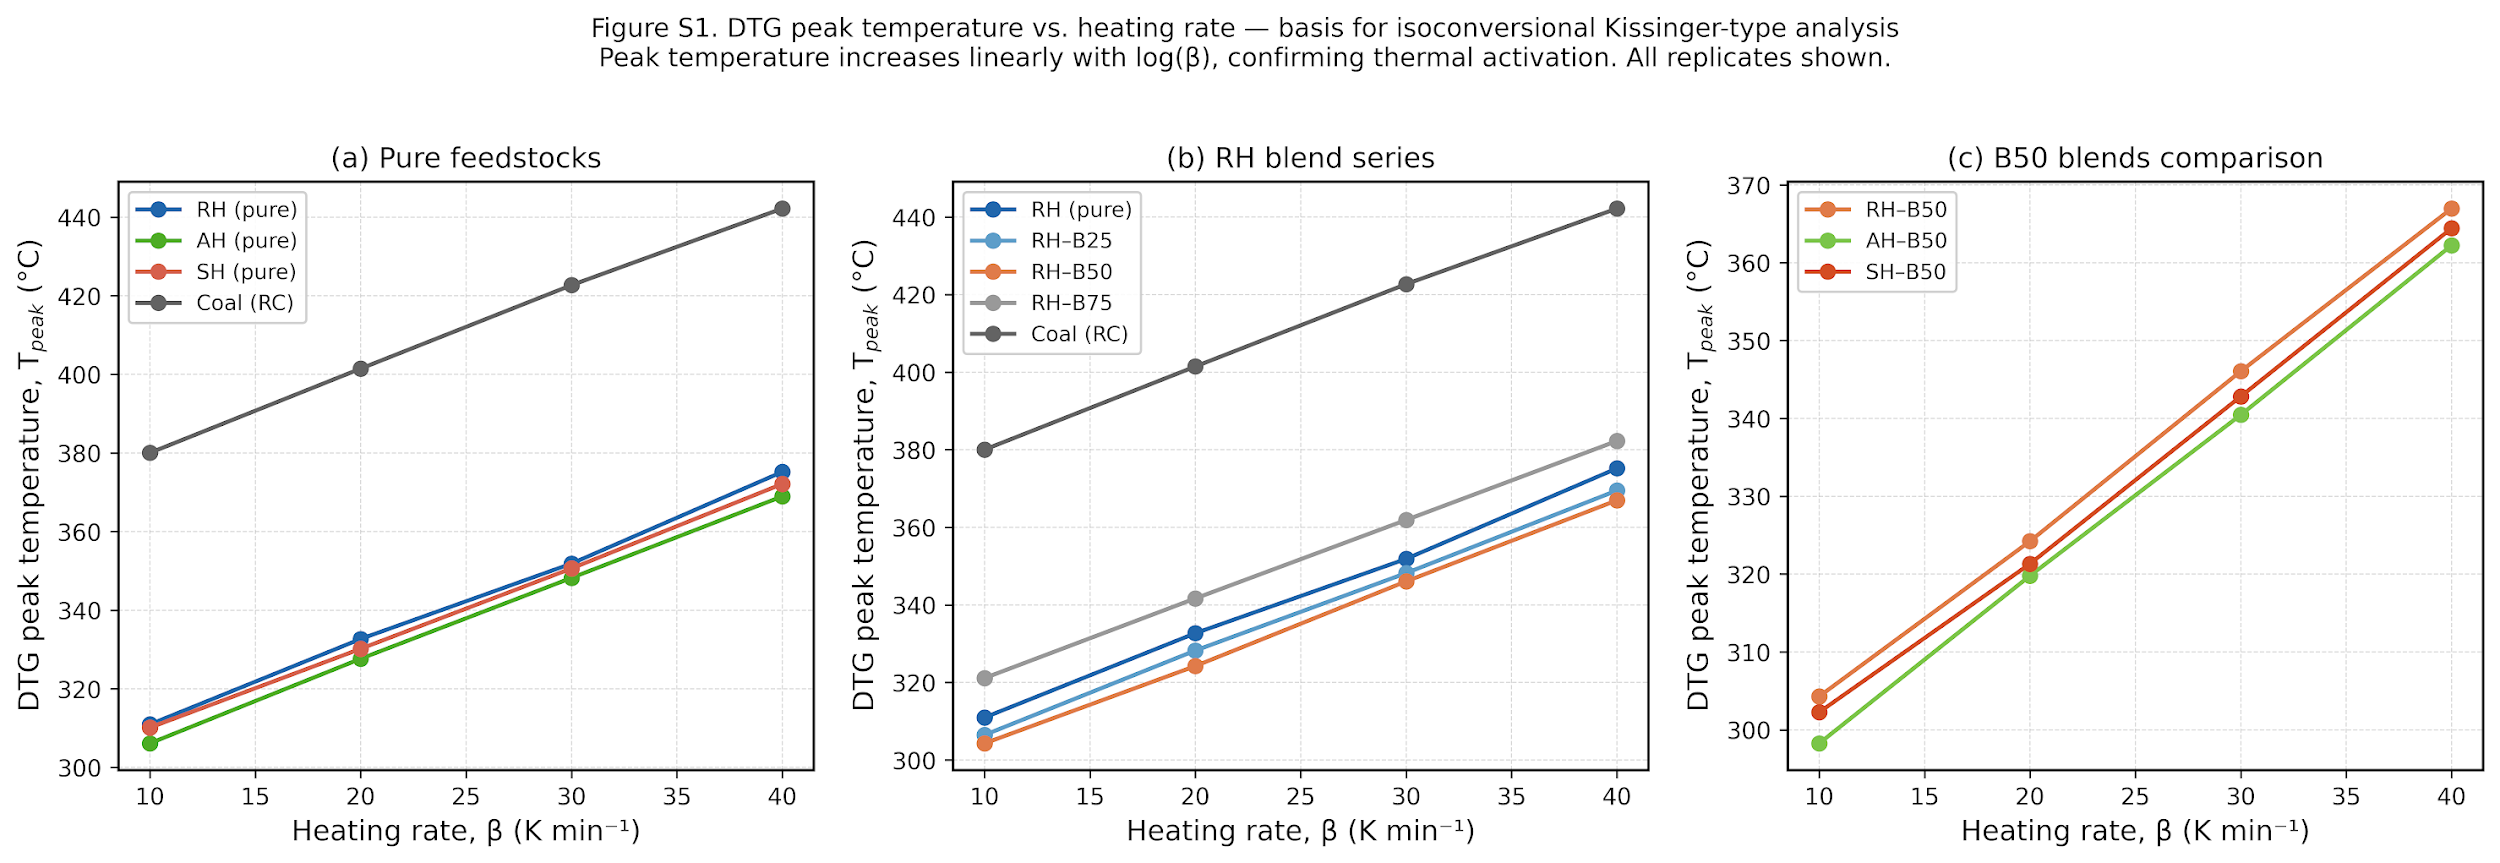 Figure S1. DTG peak temperature vs. heating rate — basis for isoconversional Kissinger-type analysis
Peak temperature increases linearly with log(β), confirming thermal activation. All replicates shown.
(a) Pure feedstocks
RH (pure)
AH (pure)
SH (pure)
Coal (RC)
DTG peak temperature, Tpeak (°C)
440
420
400
380
360
340
320
300
10 15 20 25 30 35 40
Heating rate, β (K min⁻¹)
(b) RH blend series
RH (pure)
RH–B25
RH–B50
RH–B75
Coal (RC)
DTG peak temperature, Tpeak (°C)
440
420
400
380
360
340
320
300
10 15 20 25 30 35 40
Heating rate, β (K min⁻¹)
(c) B50 blends comparison
RH–B50
AH–B50
SH–B50
DTG peak temperature, Tpeak (°C)
370
360
350
340
330
320
310
300
10 15 20 25 30 35 40
Heating rate, β (K min⁻¹)